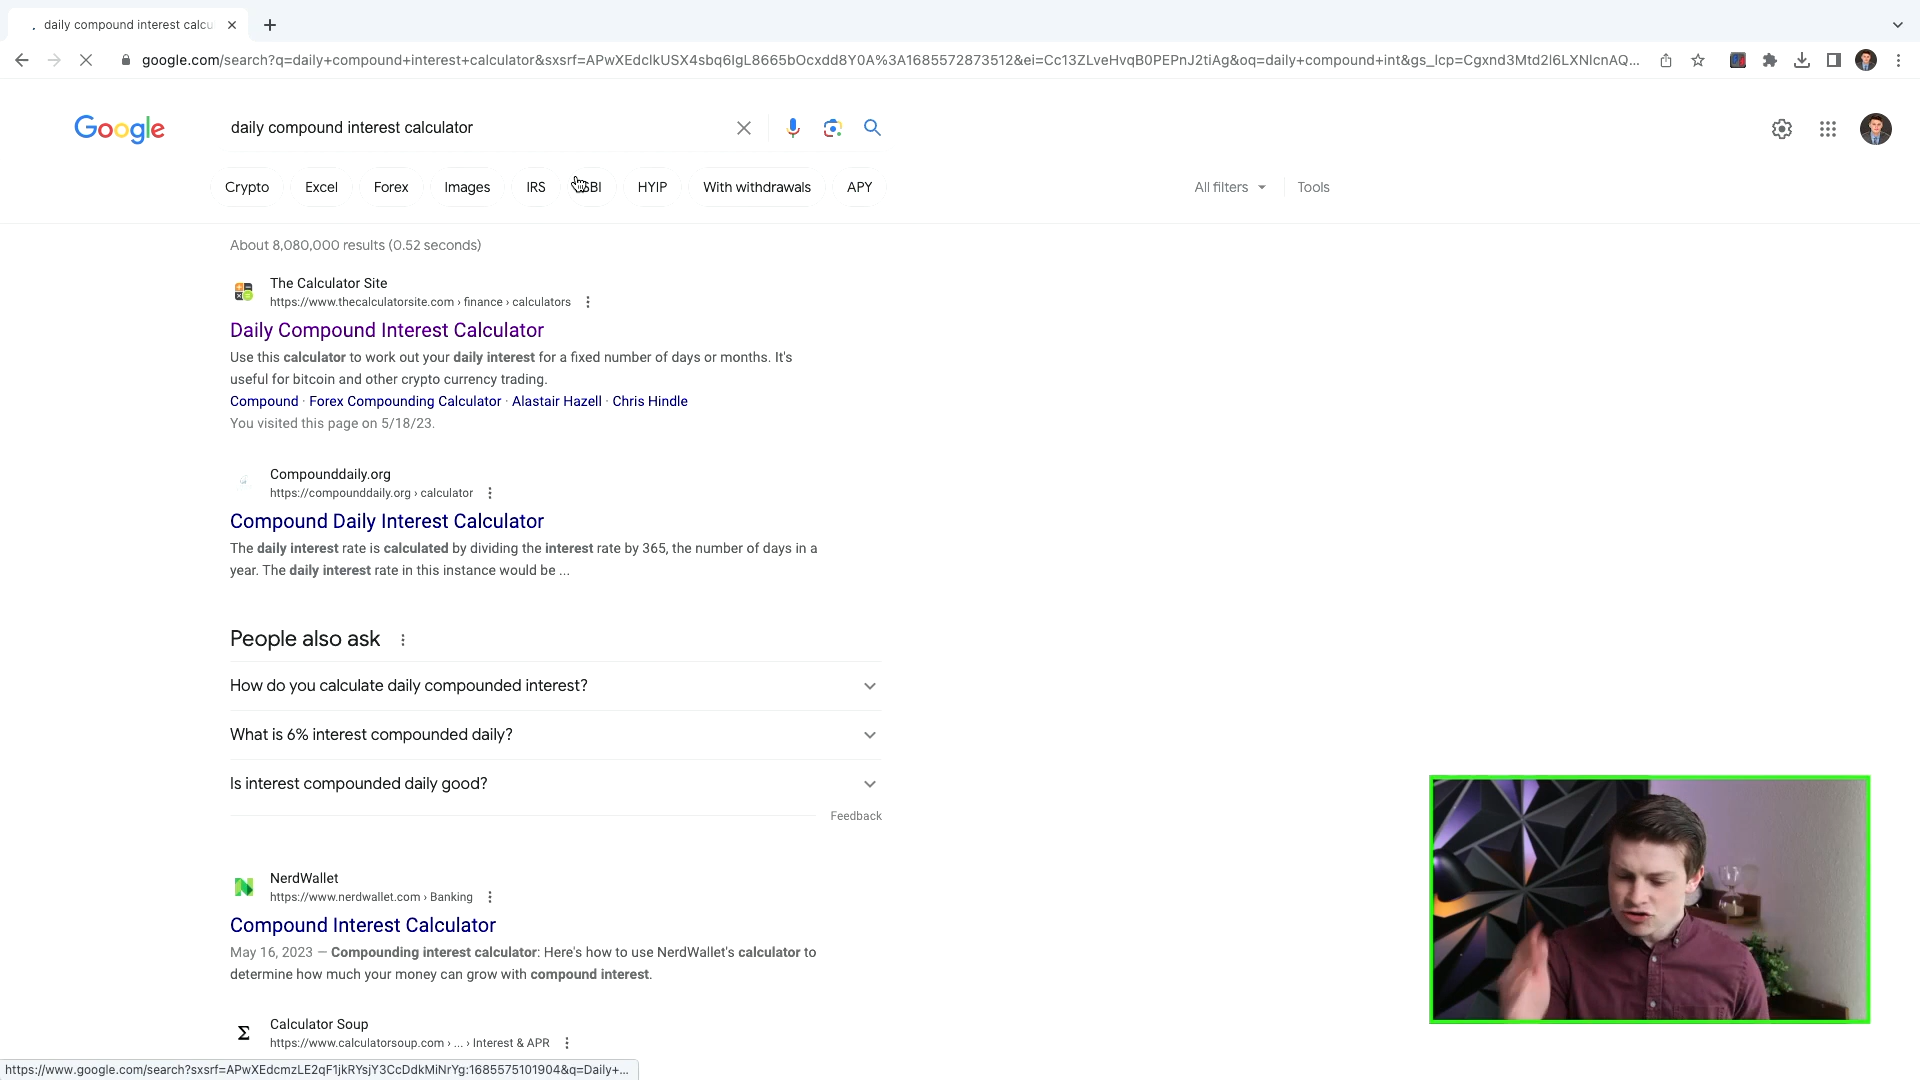 daily compound interest calcu
google.com/search?q=daily+compound+interest+calculator&sxsrf=APwXEdclkUSX4sbq6IgL8665bOcxdd8Y0A%3A1685572873512&ei=Cc13ZLveHvqB0PEPnJ2tiAg&oq=daily+compound+int&gs_lcp=Cgxnd3Mtd2l6LXNlcnAQ...
Google
daily compound interest calculator
Crypto
Excel
Forex
Images
IRS
HYIP
With withdrawals
APY
All filters
Tools
About 8,080,000 results (0.52 seconds)
The Calculator Site
https://www.thecalculatorsite.com › finance › calculators
Daily Compound Interest Calculator
Use this calculator to work out your daily interest for a fixed number of days or months. It's
useful for bitcoin and other crypto currency trading.
Compound · Forex Compounding Calculator · Alastair Hazell · Chris Hindle
You visited this page on 5/18/23.
Compounddaily.org
https://compounddaily.org › calculator
Compound Daily Interest Calculator
The daily interest rate is calculated by dividing the interest rate by 365, the number of days in a
year. The daily interest rate in this instance would be ...
People also ask
How do you calculate daily compounded interest?
What is 6% interest compounded daily?
Is interest compounded daily good?
Feedback
NerdWallet
https://www.nerdwallet.com › Banking
Compound Interest Calculator
May 16, 2023 — Compounding interest calculator: Here's how to use NerdWallet's calculator to
determine how much your money can grow with compound interest.
Calculator Soup
https://www.calculatorsoup.com › ... › Interest & APR
https://www.google.com/search?sxsrf=APwXEdcmzLE2qF1jkRYsjY3CcDdkMiNrYg:1685575101904&q=Daily+...